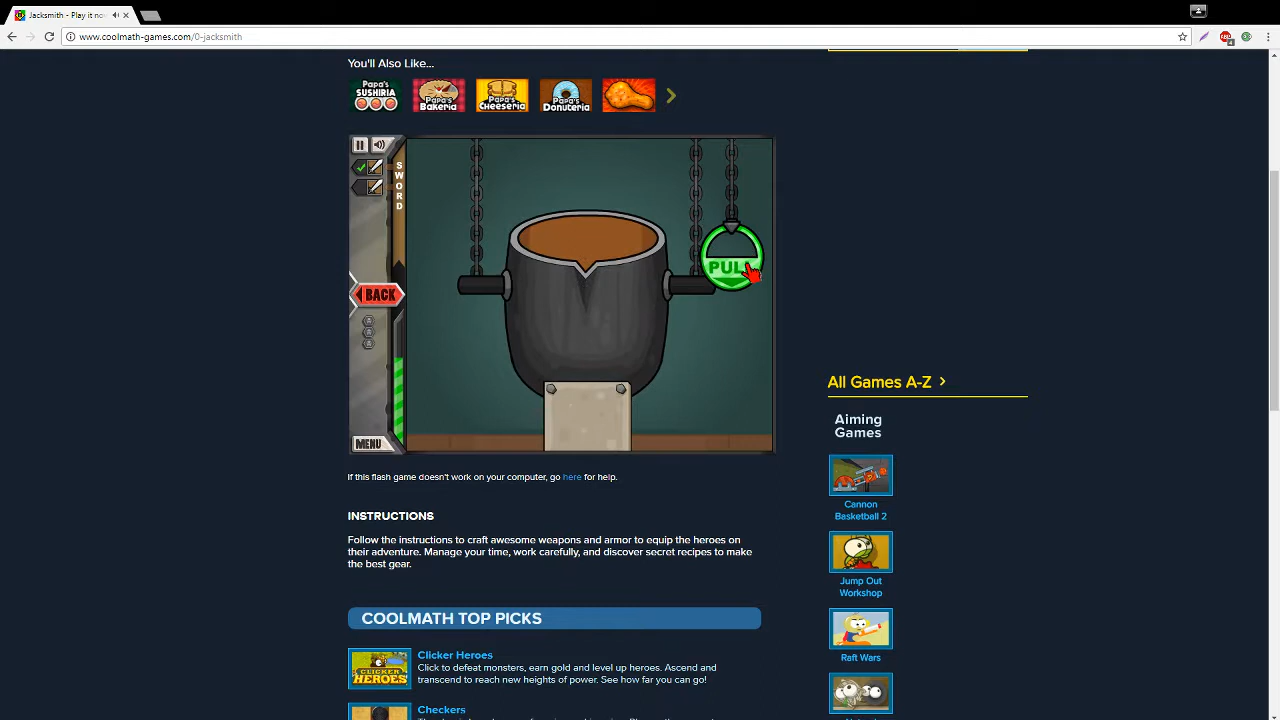 Jacksmith - Play it now
www.coolmath-games.com/0-jacksmith
You'll Also Like...
Papa's SUSHIRIA
Papa's Bakeria
Papa's CHEESERIA
Papa's DONUTERIA
SWORD
PULL
BACK
MENU
If this flash game doesn't work on your computer, go here for help.
INSTRUCTIONS
Follow the instructions to craft awesome weapons and armor to equip the heroes on
their adventure. Manage your time, work carefully, and discover secret recipes to make
the best gear.
COOLMATH TOP PICKS
Clicker Heroes
Click to defeat monsters, earn gold and level up heroes. Ascend and
transcend to reach new heights of power. See how far you can go!
CLICKER HEROES
Checkers
All Games A-Z
Aiming
Games
Cannon
Basketball 2
Jump Out
Workshop
Raft Wars